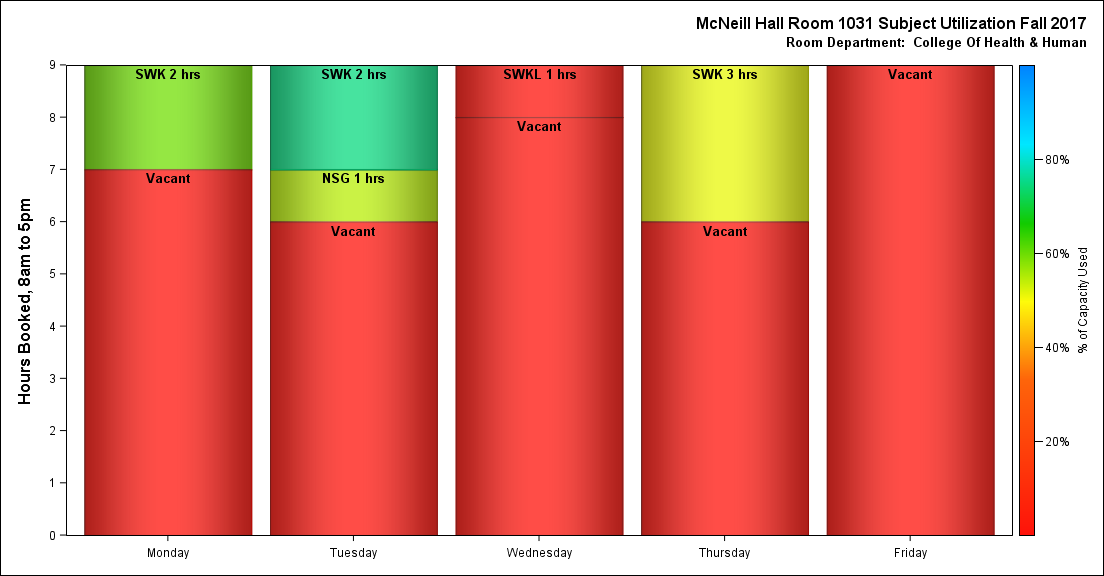 McNeill Hall Room 1031 Subject Utilization Fall 2017
Room Department:  College Of Health & Human
Hours Booked, 8am to 5pm
9
8
7
6
5
4
3
2
1
0
SWK 2 hrs
Vacant
SWK 2 hrs
NSG 1 hrs
Vacant
SWKL 1 hrs
Vacant
SWK 3 hrs
Vacant
Vacant
Monday
Tuesday
Wednesday
Thursday
Friday
80%
60%
40%
20%
% of Capacity Used